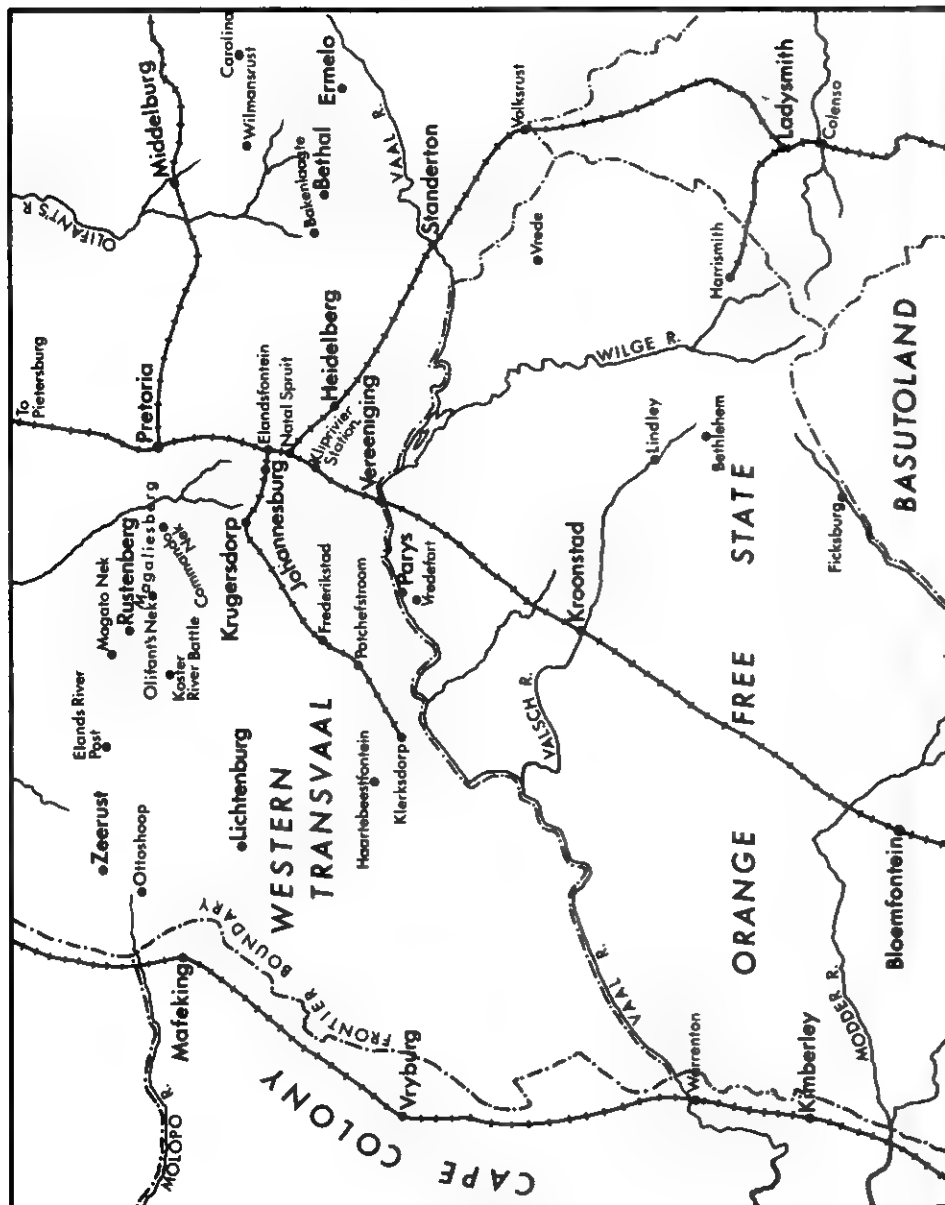 To
Pietersburg
OLIFANT'S R
Middelburg
Carolina
Wilmansrust
Ermelo
Bakenlaagte
Bethal
VAAL R.
Standerton
Volksrust
Ladysmith
Colenso
Vrede
Harrismith
WILGE R.
BASUTOLAND
Pretoria
Elandsfontein
Natal Spruit
Heidelberg
Kliprivier
Station
Vereeniging
Lindley
Bethlehem
Ficksburg
Magato Nek
Rustenberg
Magaliesberg
Olifant's Nek
Commando
Nek
Koster
River Battle
Elands River
Post
Krugersdorp
Johannesburg
Frederikstad
Potchefstroom
Parys
Vredefort
Kroonstad
VALSCH R.
Zeerust
Ottoshoop
Lichtenburg
WESTERN
TRANSVAAL
Haartebeestfontein
Klerksdorp
ORANGE FREE STATE
Bloemfontein
MODDER R.
VAAL R.
MOLOPO R.
Mafeking
FRONTIER BOUNDARY
Vryburg
CAPE COLONY
Warrenton
Kimberley